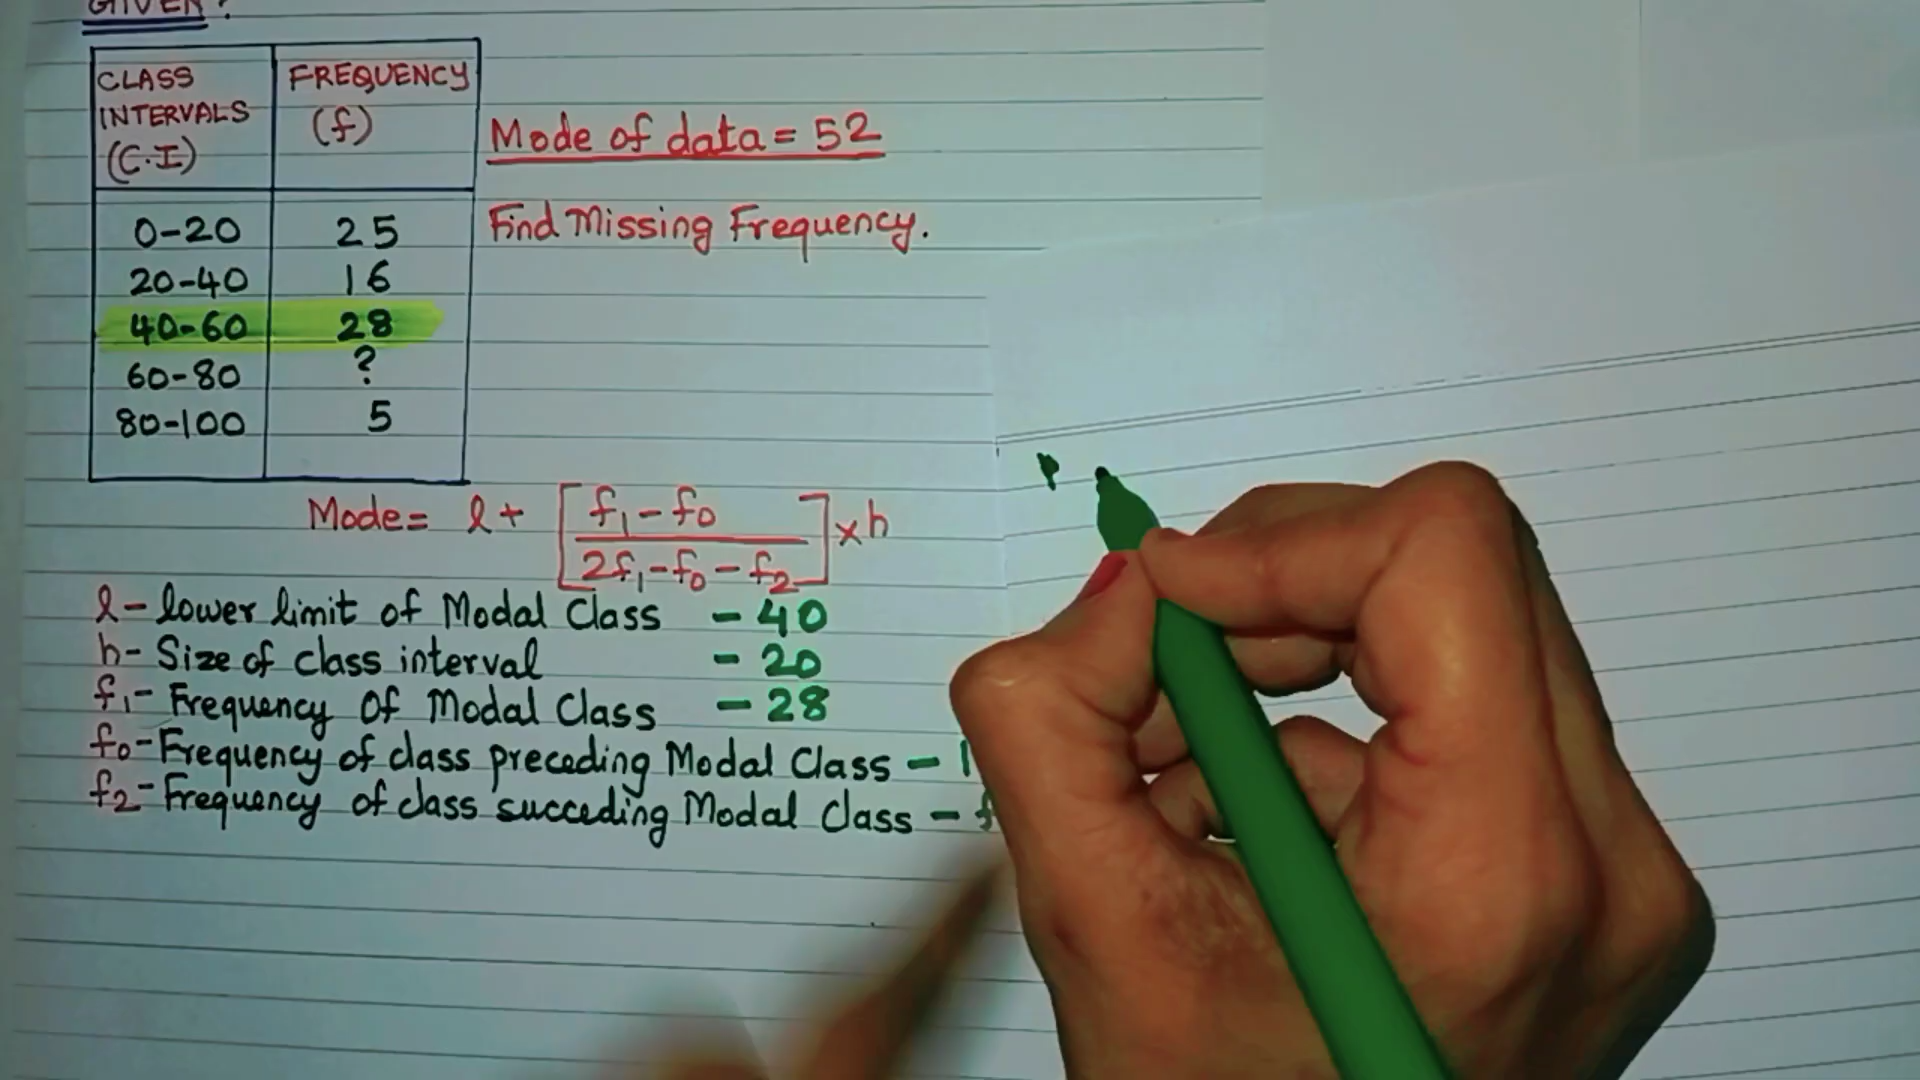 GIVEN:
CLASS INTERVALS (C.I) FREQUENCY (f)
0-20 25
20-40 16
40-60 28
60-80 ?
80-100 5
Mode of data = 52
Find Missing Frequency.
Mode = l + [f1 - f0 / 2f1 - f0 - f2] x h
l - lower limit of Modal Class - 40
h - Size of class interval - 20
f1 - Frequency Of Modal Class - 28
f0 - Frequency of class preceding Modal Class - 1
f2 - Frequency of class succeding Modal Class - f